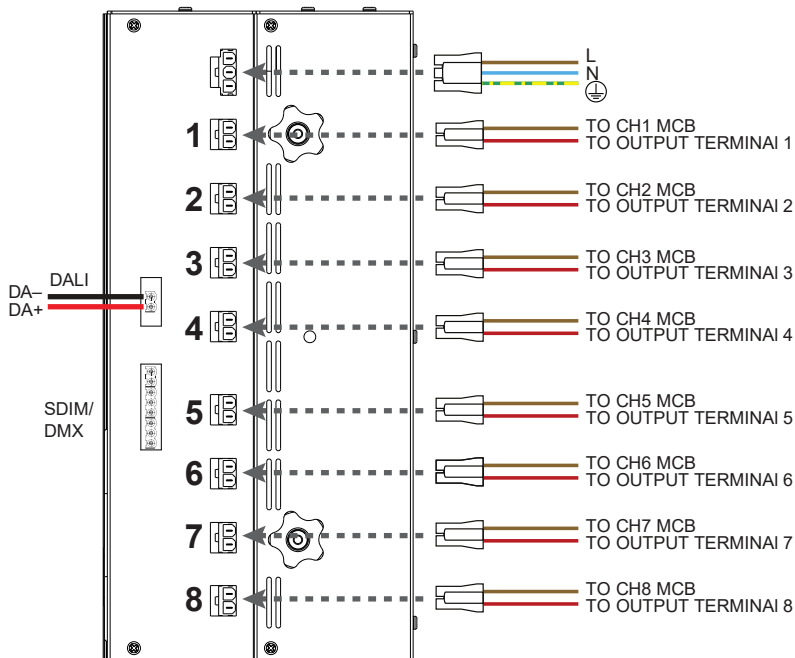 L
N
1
TO CH1 MCB
TO OUTPUT TERMINAl 1
2
TO CH2 MCB
TO OUTPUT TERMINAl 2
3
TO CH3 MCB
TO OUTPUT TERMINAl 3
DALI
DA–
DA+
4
TO CH4 MCB
TO OUTPUT TERMINAl 4
SDIM/
DMX
5
TO CH5 MCB
TO OUTPUT TERMINAl 5
6
TO CH6 MCB
TO OUTPUT TERMINAl 6
7
TO CH7 MCB
TO OUTPUT TERMINAl 7
8
TO CH8 MCB
TO OUTPUT TERMINAl 8